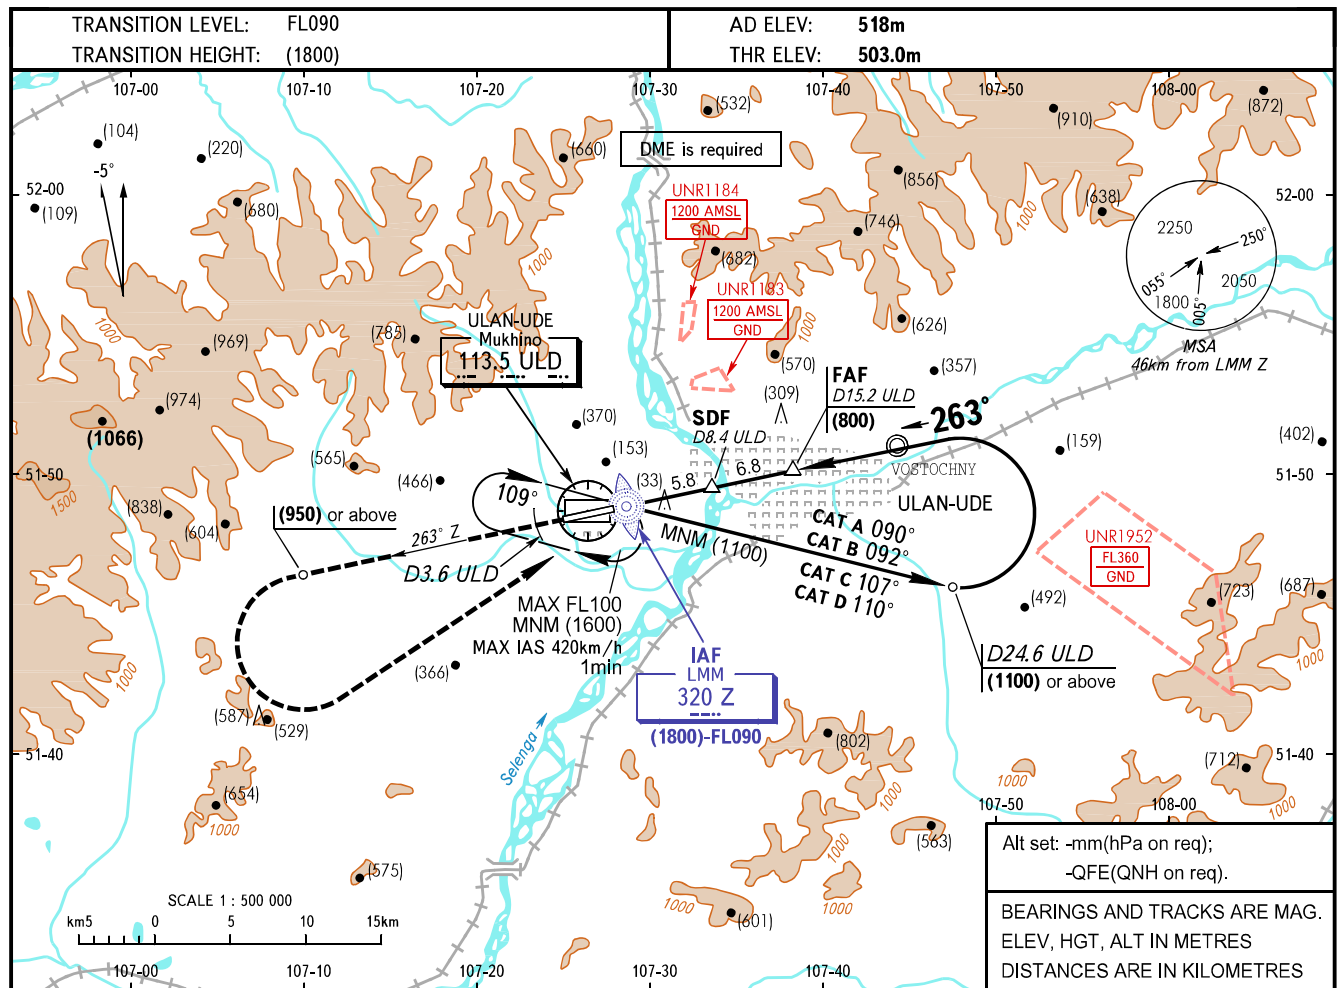 TRANSITION LEVEL: FL090
TRANSITION HEIGHT: (1800)
AD ELEV: 518m
THR ELEV: 503.0m
107-00
107-10
107-20
107-30
107-40
107-50
108-00
(532)
(872)
(910)
(104)
(220)
(660)
DME is required
-5°
(856)
52-00
52-00
(109)
(680)
UNR1184
1200 AMSL
GND
(746)
(638)
1000
2250
250°
(682)
1000
055°
2050
1800
005°
UNR1183
1200 AMSL
GND
1000
(626)
MSA
46km from LMM Z
1000
(785)
(969)
ULAN-UDE
Mukhino
113.5 ULD
(570)
(357)
(974)
(1066)
(370)
(309)
FAF
D15.2 ULD
(800)
263°
SDF
D8.4 ULD
(159)
(402)
(565)
(153)
51-50
51-50
(466)
(33)
5.8
6.8
VOSTOCHNY
1500
109°
(838)
(604)
(950) or above
263° Z
ULAN-UDE
MNM (1100)
CAT A 090°
CAT B 092°
CAT C 107°
CAT D 110°
UNR1952
FL360
GND
D3.6 ULD
MAX FL100
MNM (1600)
MAX IAS 420km/h
1min
(492)
(723)
(687)
(366)
IAF
LMM
320 Z
(1800)-FL090
D24.6 ULD
(1100) or above
1000
1000
(587)
(529)
Selenga
(802)
51-40
51-40
(712)
1000
1000
(654)
1000
107-50
108-00
1000
1000
(563)
(575)
1000
(601)
SCALE 1 : 500 000
km5 0 5 10 15km
107-00
107-10
107-20
107-30
107-40
Alt set: -mm(hPa on req);
-QFE(QNH on req).
BEARINGS AND TRACKS ARE MAG.
ELEV, HGT, ALT IN METRES
DISTANCES ARE IN KILOMETRES